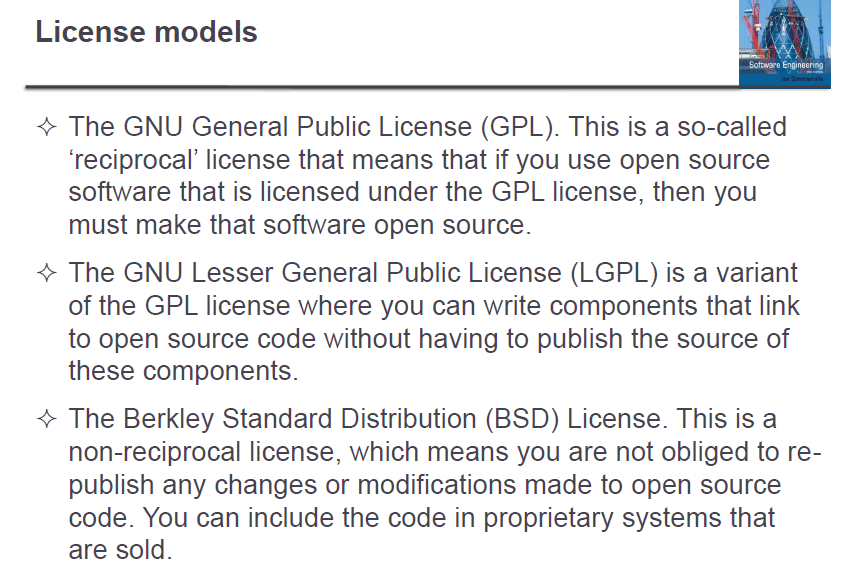 License models
Software Engineering
Ian Sommerville
✧ The GNU General Public License (GPL). This is a so-called
‘reciprocal’ license that means that if you use open source
software that is licensed under the GPL license, then you
must make that software open source.
✧ The GNU Lesser General Public License (LGPL) is a variant
of the GPL license where you can write components that link
to open source code without having to publish the source of
these components.
✧ The Berkley Standard Distribution (BSD) License. This is a
non-reciprocal license, which means you are not obliged to re-
publish any changes or modifications made to open source
code. You can include the code in proprietary systems that
are sold.